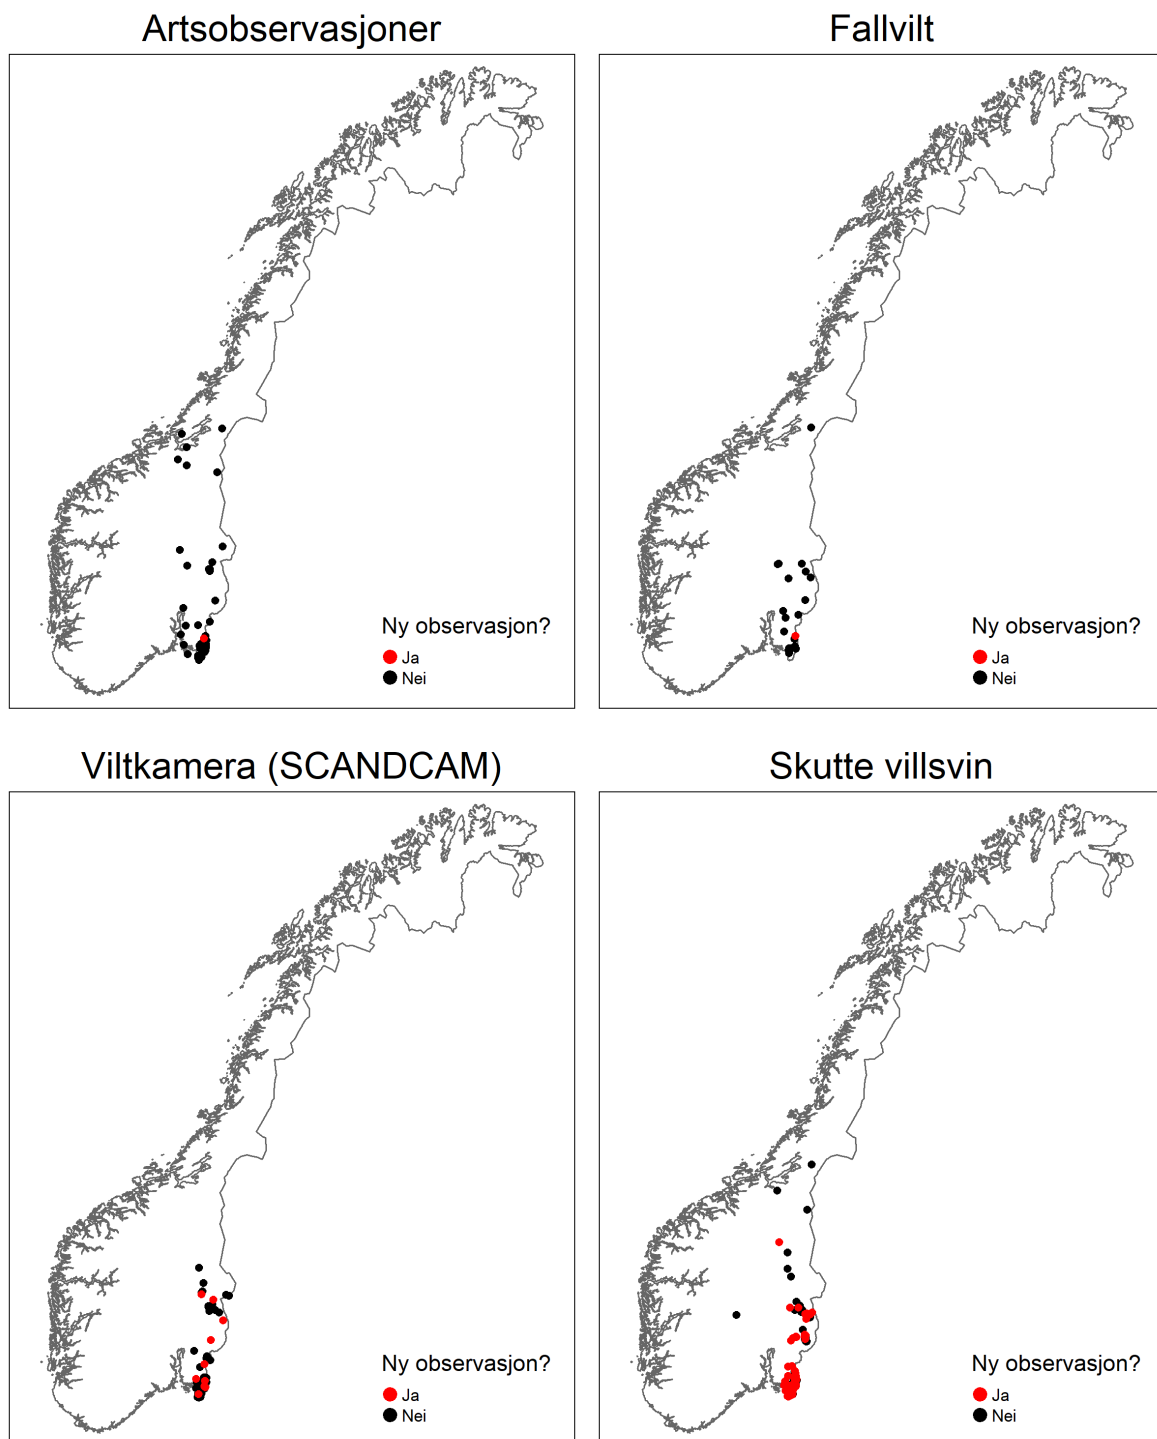 Artsobservasjoner
Fallvilt
Ny observasjon?
Ja
Nei
Ny observasjon?
Ja
Nei
Viltkamera (SCANDCAM)
Skutte villsvin
Ny observasjon?
Ja
Nei
Ny observasjon?
Ja
Nei